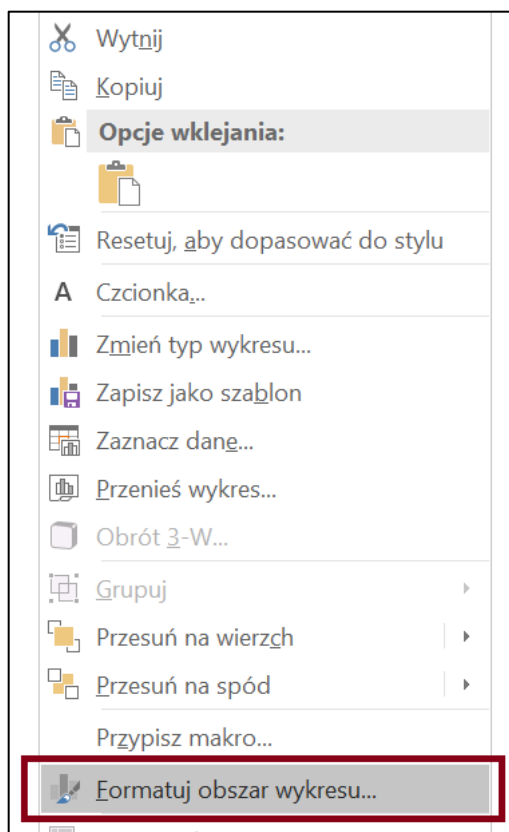 Wytnij
Kopiuj
Opcje wklejania:
Resetuj, aby dopasować do stylu
A Czcionka...
Zmień typ wykresu...
Zapisz jako szablon
Zaznacz dane...
Przenieś wykres...
Obrót 3-W...
Grupuj
Przesuń na wierzch
Przesuń na spód
Przypisz makro...
Formatuj obszar wykresu...